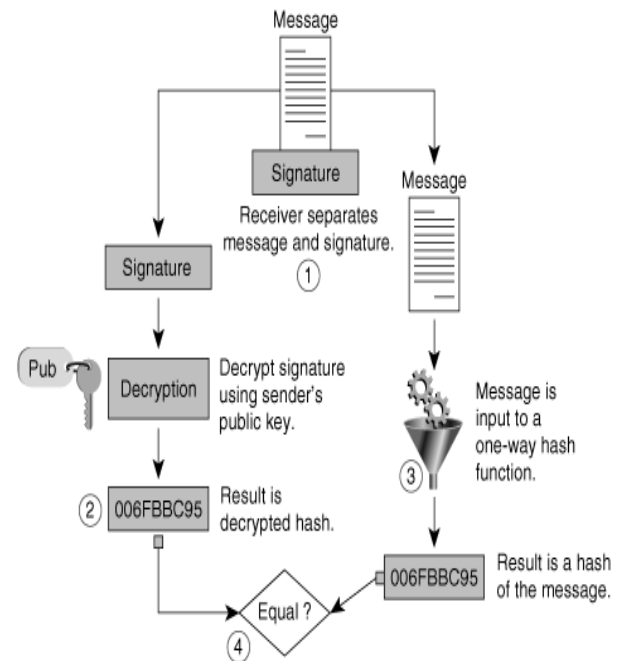 Message
Signature
Receiver separates
message and signature.
1
Message
Signature
Pub
Decryption
Decrypt signature
using sender's
public key.
Message is
input to a
one-way hash
function.
3
2
006FBBC95
Result is
decrypted hash.
006FBBC95
Result is a hash
of the message.
Equal ?
4